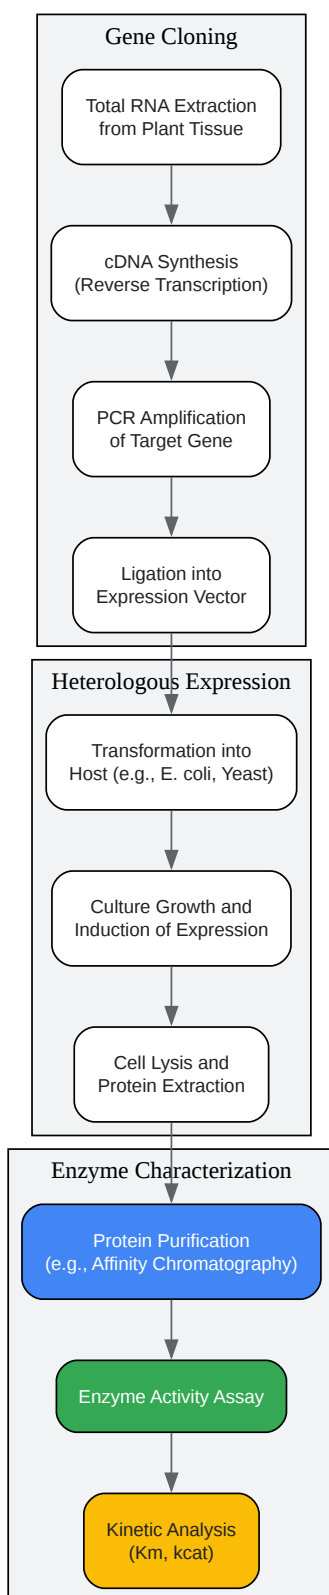 Gene Cloning
Total RNA Extraction
from Plant Tissue
cDNA Synthesis
(Reverse Transcription)
PCR Amplification
of Target Gene
Ligation into
Expression Vector
Heterologous Expression
Transformation into
Host (e.g., E. coli, Yeast)
Culture Growth and
Induction of Expression
Cell Lysis and
Protein Extraction
Enzyme Characterization
Protein Purification
(e.g., Affinity Chromatography)
Enzyme Activity Assay
Kinetic Analysis
(Km, kcat)